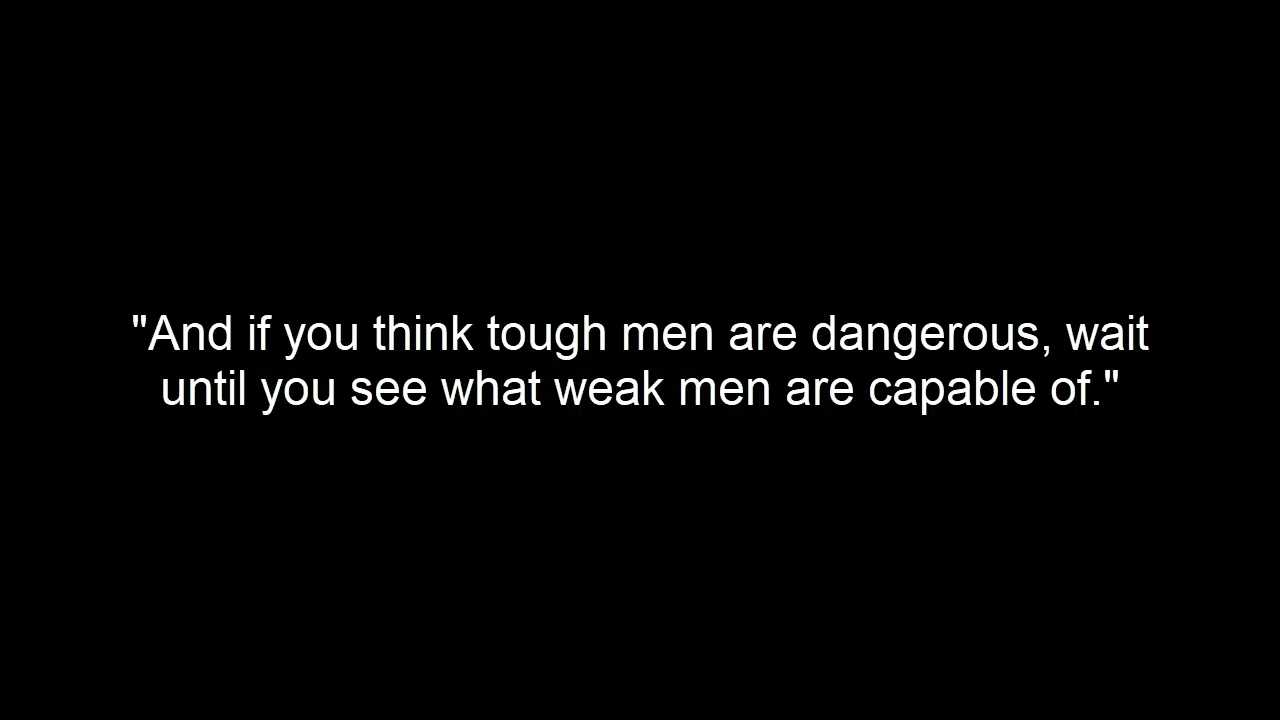 "And if you think tough men are dangerous, wait
until you see what weak men are capable of."